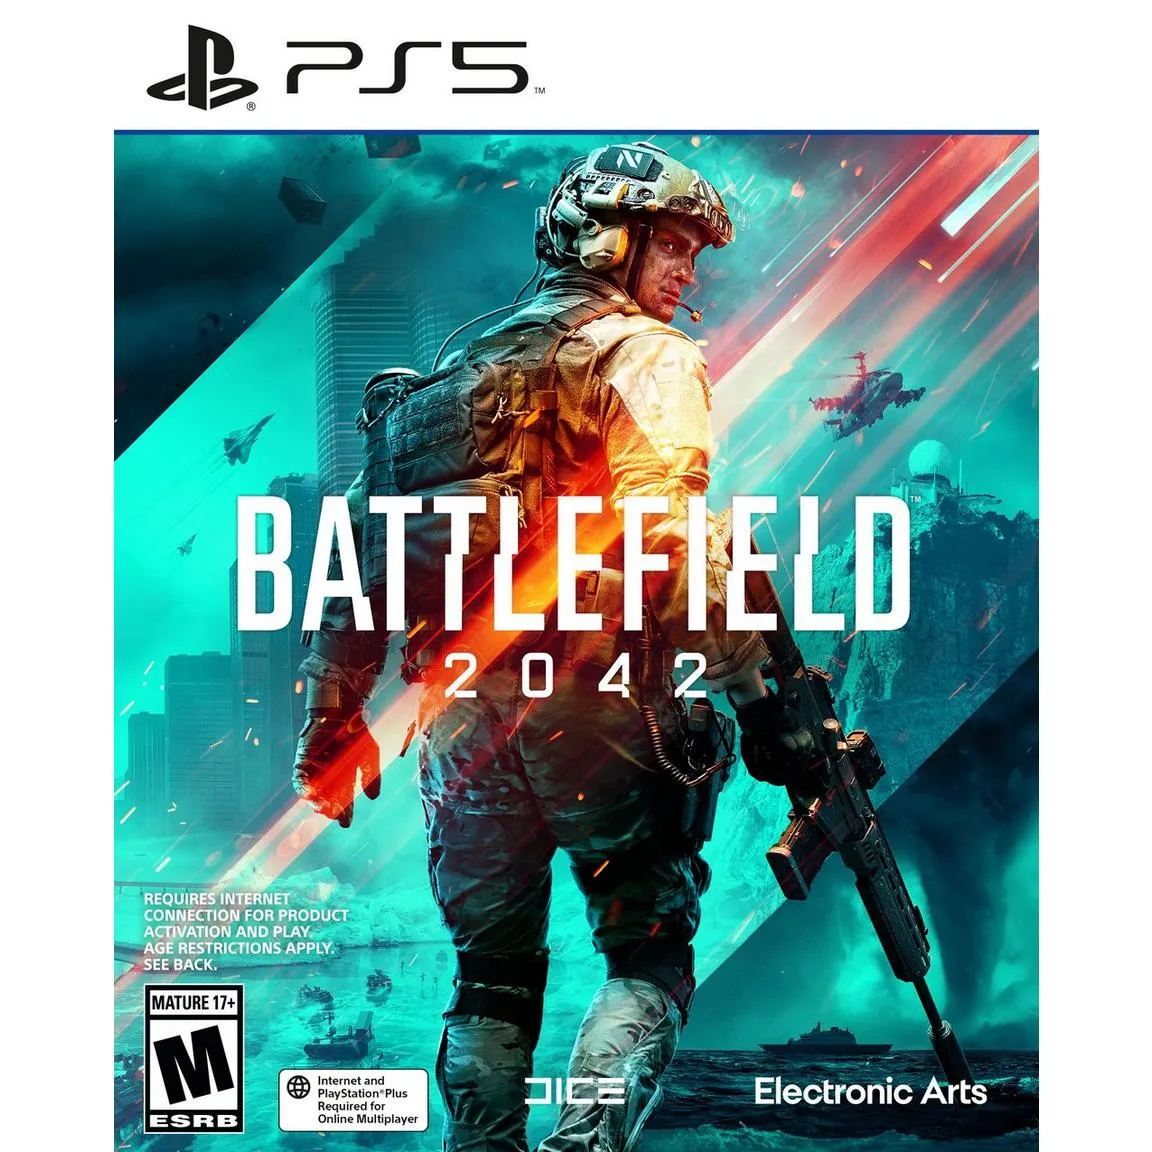 PS5
BATTLEFIELD™
2042
REQUIRES INTERNET
CONNECTION FOR PRODUCT
ACTIVATION AND PLAY.
AGE RESTRICTIONS APPLY.
SEE BACK.
MATURE 17+
M
ESRB
Internet and
PlayStation®Plus
Required for
Online Multiplayer
DICE
Electronic Arts